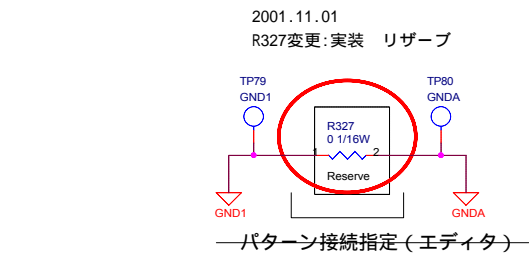 2001.11.01
R327変更:実装 リザーブ
TP79
GND1
TP80
GNDA
R327
0 1/16W
1
2
Reserve
GND1
GNDA
パターン接続指定(エディタ)